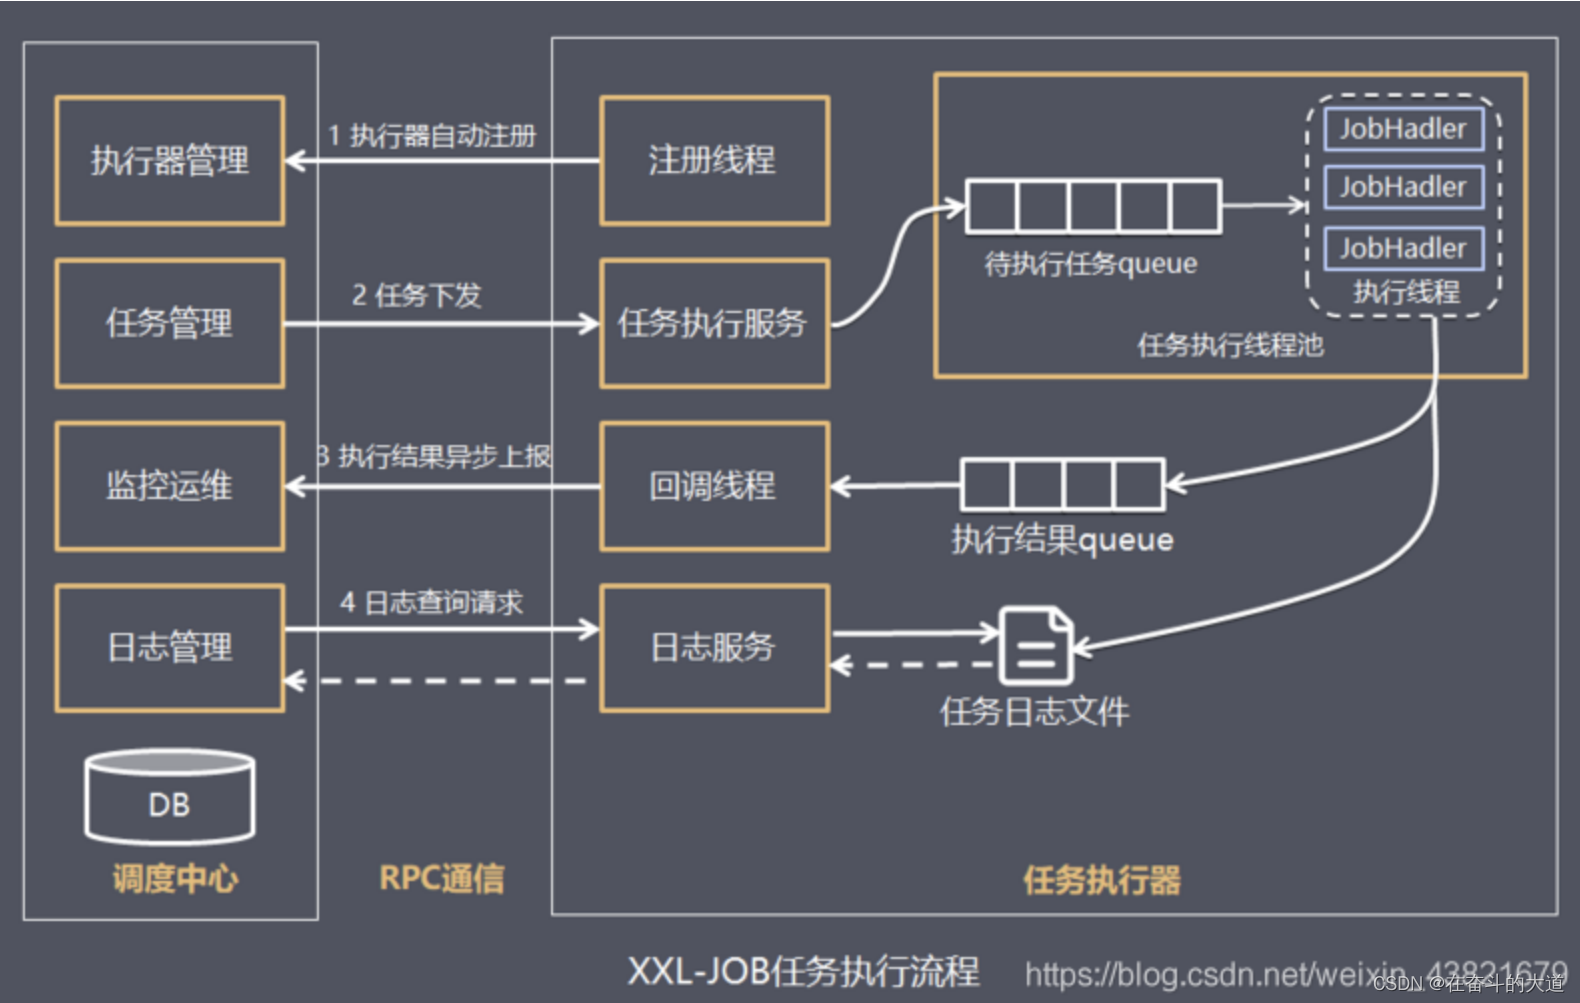 执行器管理
1 执行器自动注册
注册线程
JobHadler
JobHadler
JobHadler
执行线程
待执行任务queue
任务执行线程池
任务管理
2 任务下发
任务执行服务
监控运维
3 执行结果异步上报
回调线程
执行结果queue
日志管理
4 日志查询请求
日志服务
任务日志文件
DB
调度中心
RPC通信
任务执行器
XXL-JOB任务执行流程
https://blog.csdn.net/weixin_43821679
CSDN @在奋斗的大道